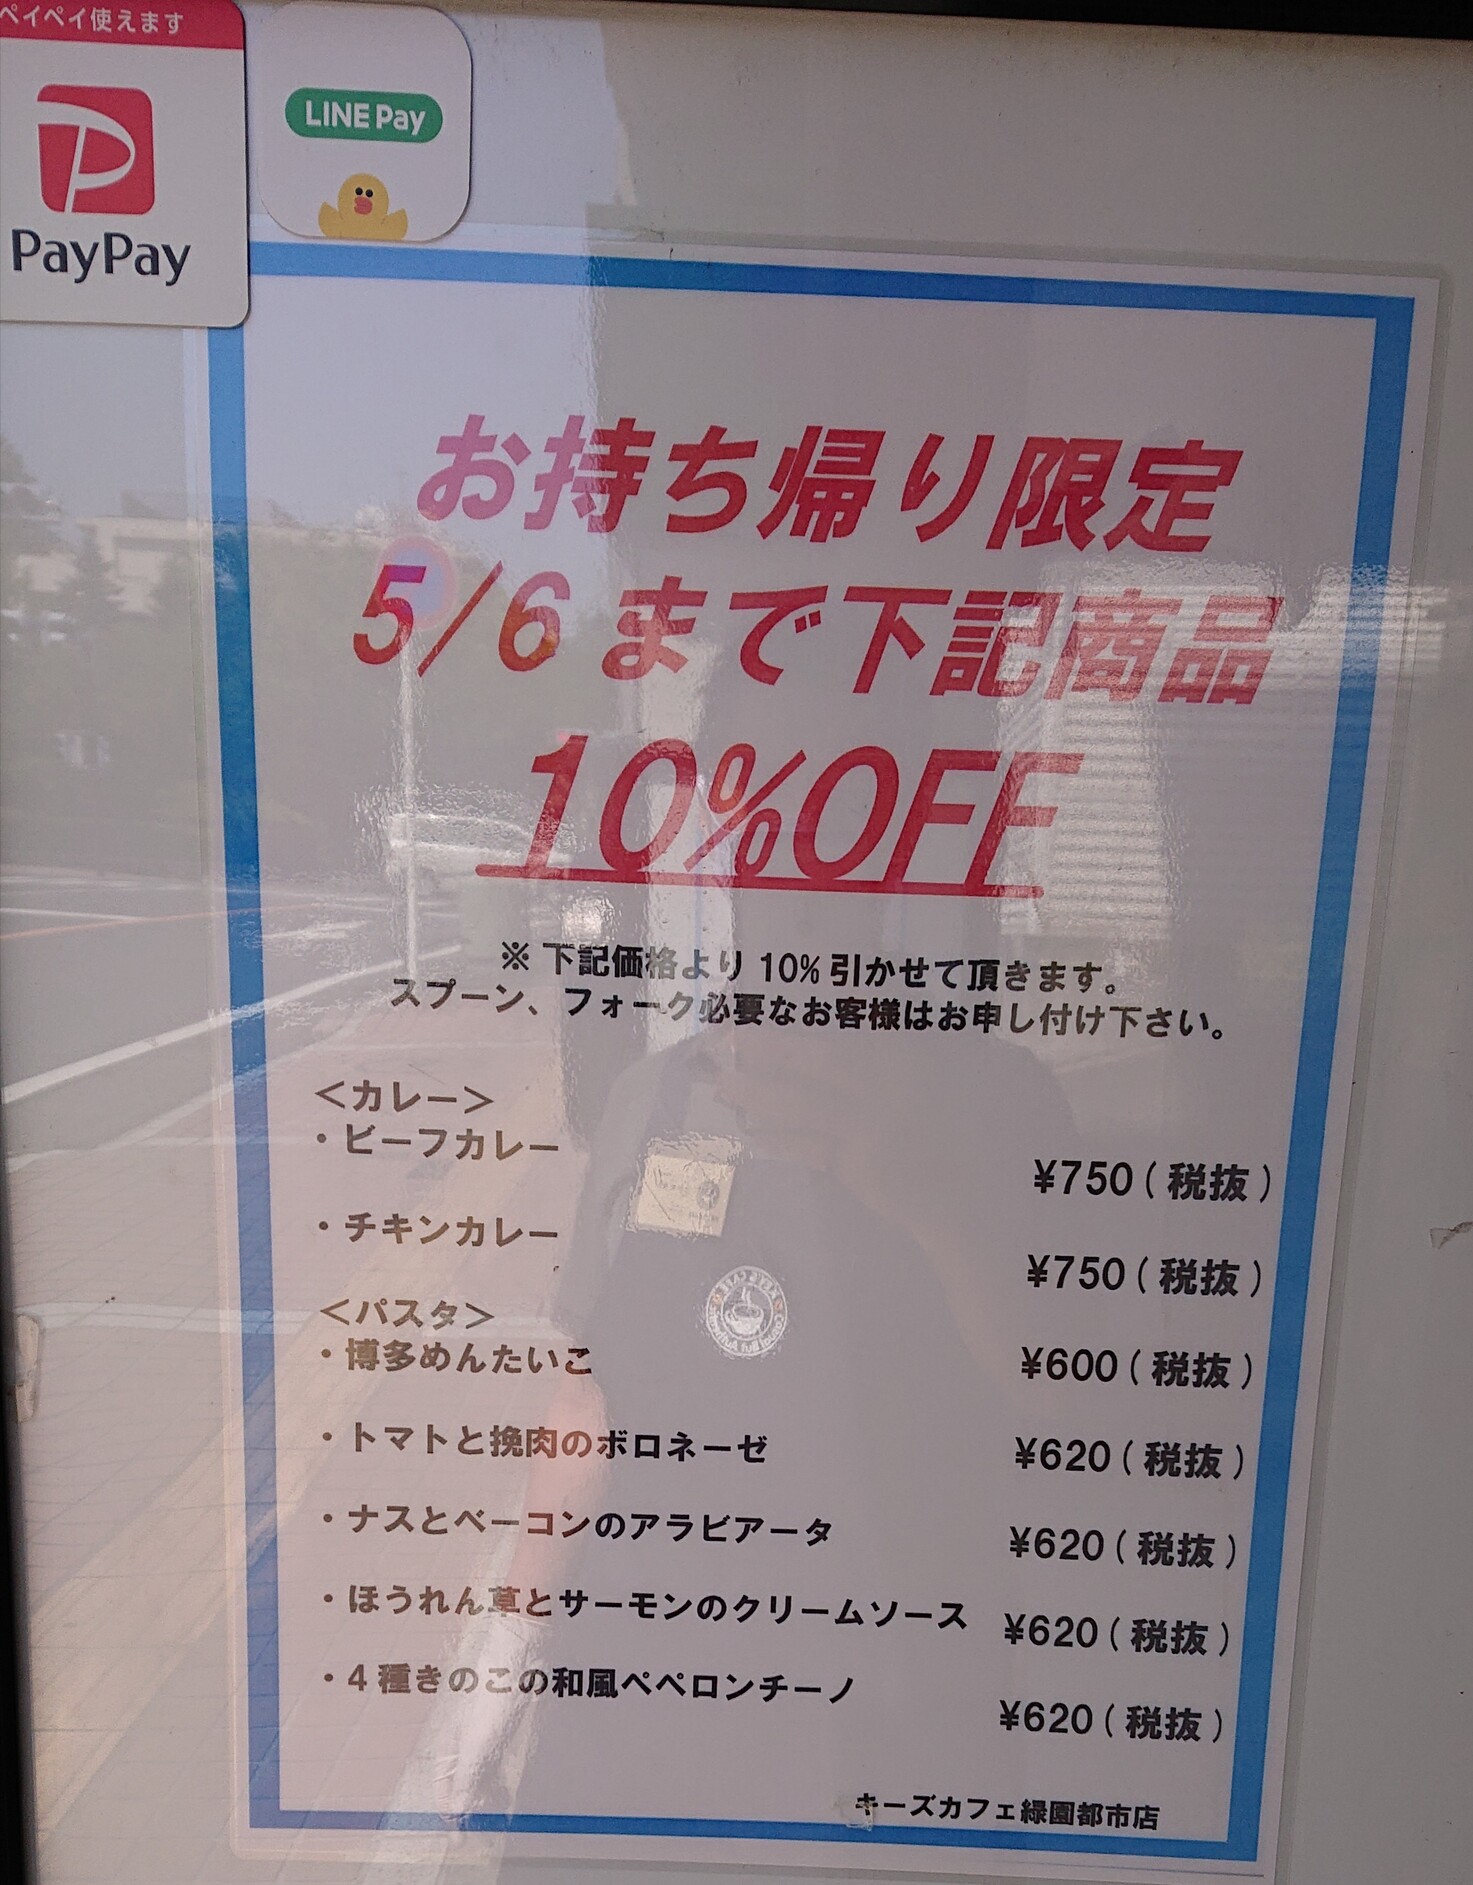 ペイペイ使えます
PayPay
LINE Pay
お持ち帰り限定
5/6まで下記商品
10%OFF
※下記価格より10%引かせて頂きます。
スプーン、フォーク必要なお客様はお申し付け下さい。
＜カレー＞
・ビーフカレー ¥750(税抜)
・チキンカレー ¥750(税抜)
＜パスタ＞
・博多めんたいこ ¥600(税抜)
・トマトと挽肉のボロネーゼ ¥620(税抜)
・ナスとベーコンのアラビアータ ¥620(税抜)
・ほうれん草とサーモンのクリームソース ¥620(税抜)
・4種きのこの和風ペペロンチーノ ¥620(税抜)
キーズカフェ緑園都市店